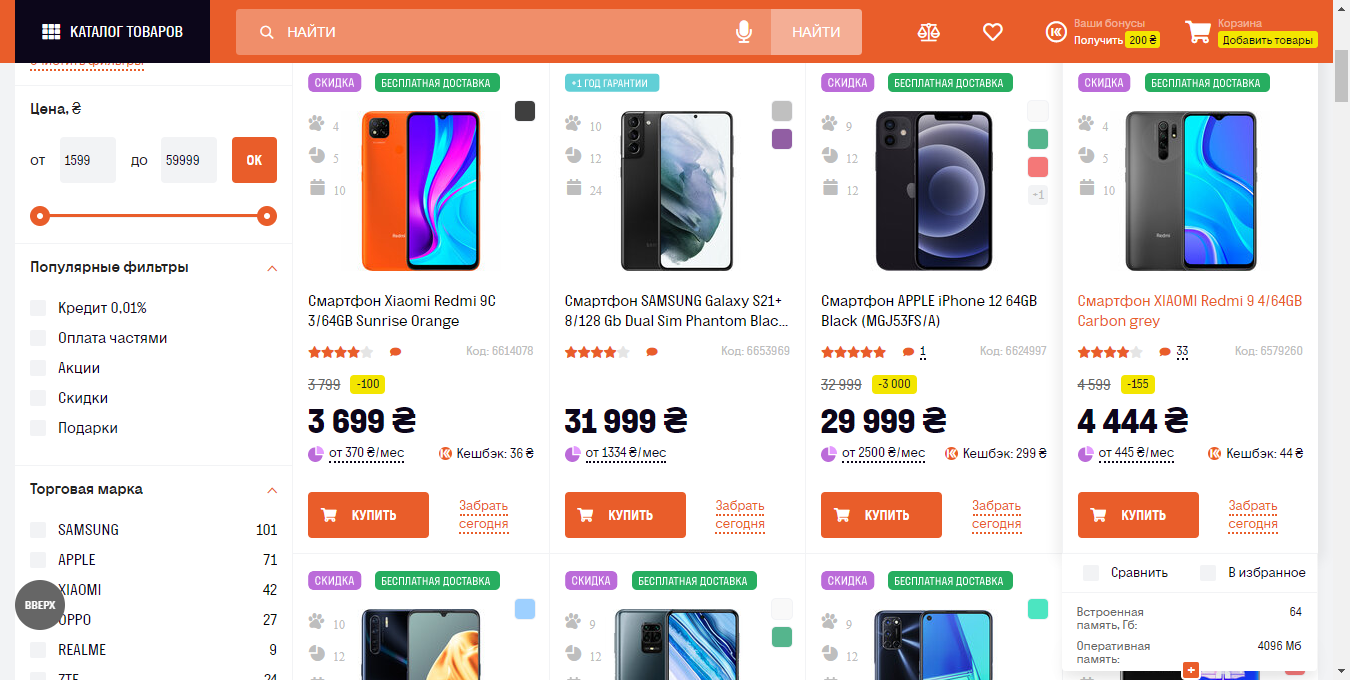 КАТАЛОГ ТОВАРОВ
НАЙТИ
НАЙТИ
Ваши бонусы
Получить 200 ₴
Корзина
Добавить товары
Очистить фильтры
Цена, ₴
от 1599 до 59999 OK
Популярные фильтры
Кредит 0,01%
Оплата частями
Акции
Скидки
Подарки
Торговая марка
SAMSUNG 101
APPLE 71
XIAOMI 42
OPPO 27
REALME 9
ZTE 24
ВВЕРХ
СКИДКА БЕСПЛАТНАЯ ДОСТАВКА
4
5
10
Смартфон Xiaomi Redmi 9C
3/64GB Sunrise Orange
Код: 6614078
3 799 -100
3 699 ₴
от 370 ₴/мес Кешбэк: 36 ₴
КУПИТЬ
Забрать
сегодня
+1 ГОД ГАРАНТИИ
10
12
24
Смартфон SAMSUNG Galaxy S21+
8/128 Gb Dual Sim Phantom Blac...
Код: 6653969
31 999 ₴
от 1334 ₴/мес
КУПИТЬ
Забрать
сегодня
СКИДКА БЕСПЛАТНАЯ ДОСТАВКА
9
12
12
+1
Смартфон APPLE iPhone 12 64GB
Black (MGJ53FS/A)
1 Код: 6624997
32 999 -3 000
29 999 ₴
от 2500 ₴/мес Кешбэк: 299 ₴
КУПИТЬ
Забрать
сегодня
СКИДКА БЕСПЛАТНАЯ ДОСТАВКА
4
5
10
Redmi
Смартфон XIAOMI Redmi 9 4/64GB
Carbon grey
33 Код: 6579260
4 599 -155
4 444 ₴
от 445 ₴/мес Кешбэк: 44 ₴
КУПИТЬ
Забрать
сегодня
Сравнить В избранное
Встроенная
память, Гб: 64
Оперативная
память: 4096 Мб
СКИДКА БЕСПЛАТНАЯ ДОСТАВКА
10
12
СКИДКА БЕСПЛАТНАЯ ДОСТАВКА
9
12
СКИДКА БЕСПЛАТНАЯ ДОСТАВКА
9
12